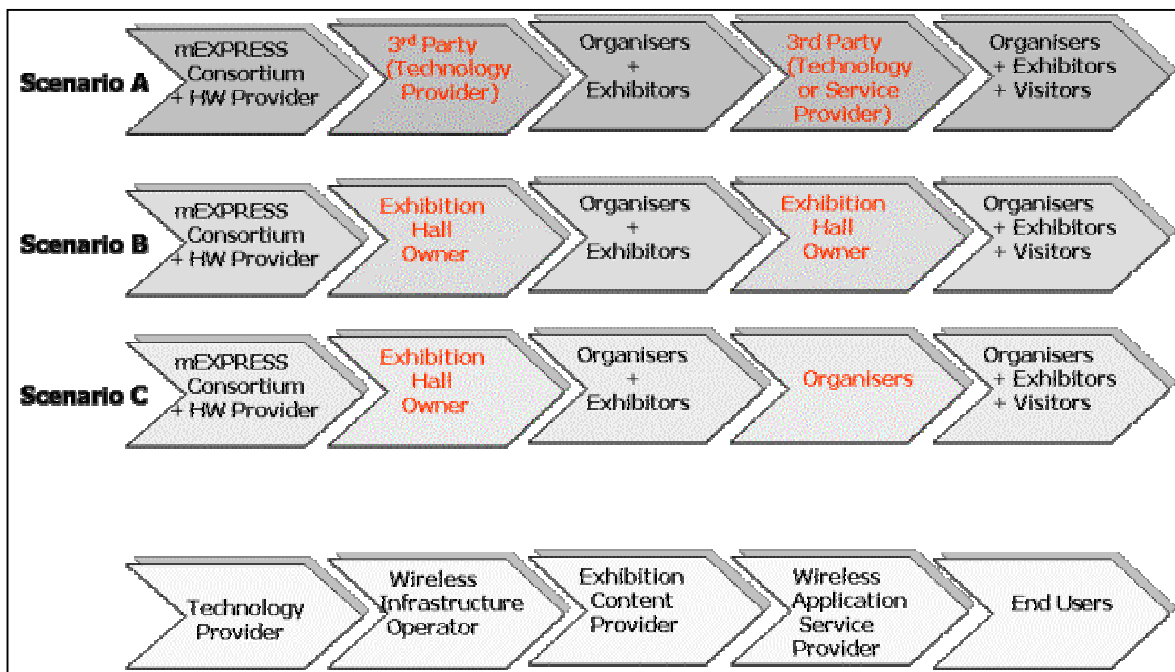 Scenario A
mEXPRESS
Consortium
+ HW Provider
3rd Party
(Technology
Provider)
Organisers
+
Exhibitors
3rd Party
(Technology
or Service
Provider)
Organisers
+ Exhibitors
+ Visitors
Scenario B
mEXPRESS
Consortium
+ HW Provider
Exhibition
Hall
Owner
Organisers
+
Exhibitors
Exhibition
Hall
Owner
Organisers
+ Exhibitors
+ Visitors
Scenario C
mEXPRESS
Consortium
+ HW Provider
Exhibition
Hall
Owner
Organisers
+
Exhibitors
Organisers
Organisers
+ Exhibitors
+ Visitors
Technology
Provider
Wireless
Infrastructure
Operator
Exhibition
Content
Provider
Wireless
Application
Service
Provider
End Users